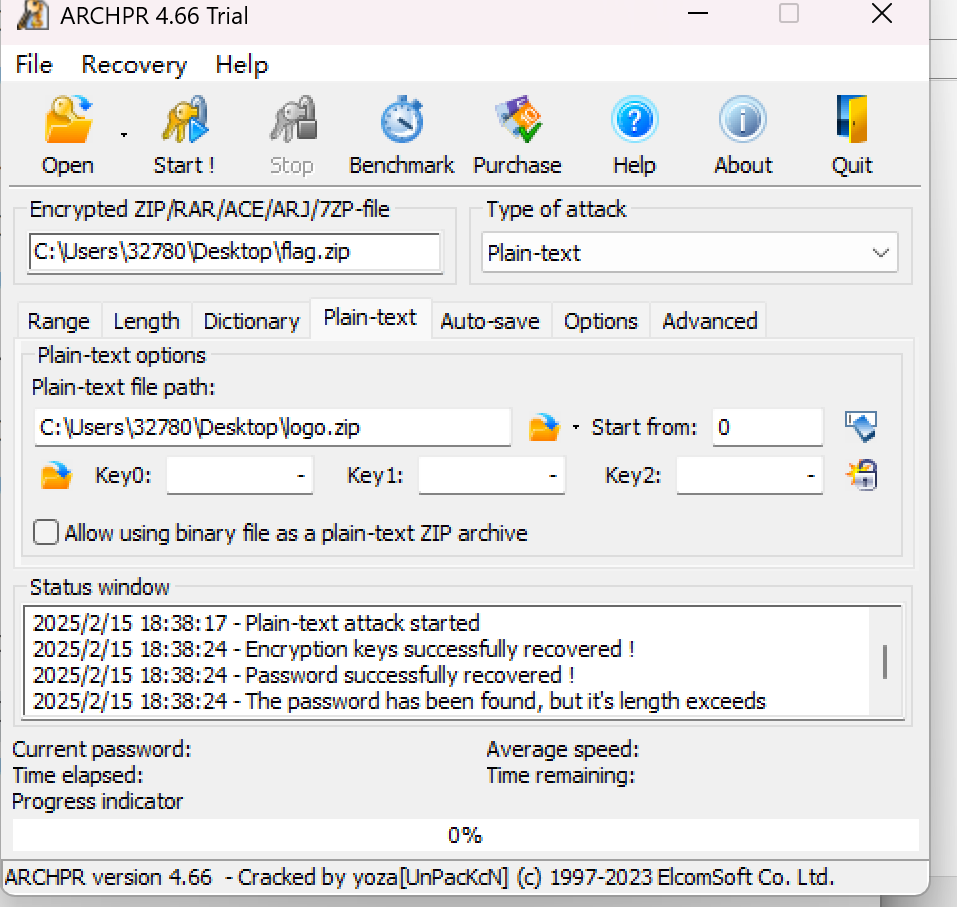 ARCHPR 4.66 Trial
File Recovery Help
Open Start ! Stop Benchmark Purchase Help About Quit
Encrypted ZIP/RAR/ACE/ARJ/7ZP-file
C:\Users\32780\Desktop\flag.zip
Type of attack
Plain-text
Range Length Dictionary Plain-text Auto-save Options Advanced
Plain-text options
Plain-text file path:
C:\Users\32780\Desktop\logo.zip Start from: 0
Key0: - Key1: - Key2: -
Allow using binary file as a plain-text ZIP archive
Status window
2025/2/15 18:38:17 - Plain-text attack started
2025/2/15 18:38:24 - Encryption keys successfully recovered !
2025/2/15 18:38:24 - Password successfully recovered !
2025/2/15 18:38:24 - The password has been found, but it's length exceeds
Current password: Average speed:
Time elapsed: Time remaining:
Progress indicator
0%
ARCHPR version 4.66 - Cracked by yoza[UnPacKcN] (c) 1997-2023 ElcomSoft Co. Ltd.